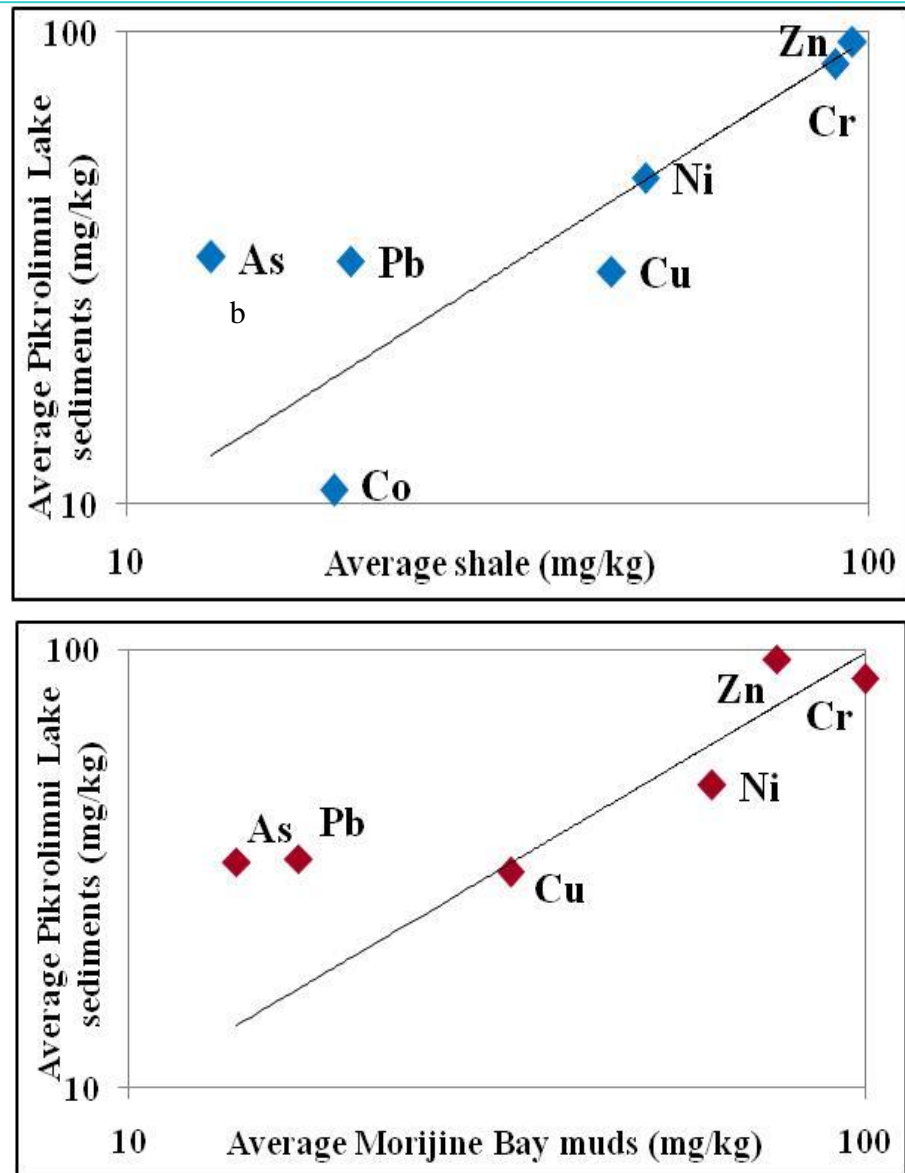 100
Zn
Cr
Ni
As
Pb
Cu
b
Co
10
10
Average shale (mg/kg)
100
Average Pikrolimni Lake
sediments (mg/kg)
100
Zn
Cr
Ni
As
Pb
Cu
10
10
Average Morijine Bay muds (mg/kg)
100
Average Pikrolimni Lake
sediments (mg/kg)